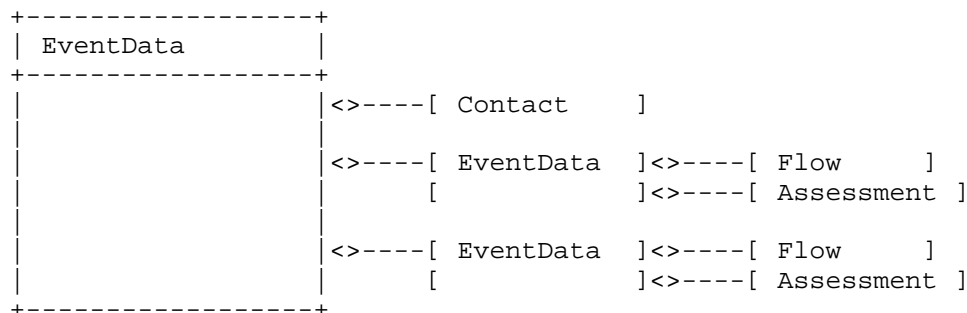 +------------------+
| EventData        |
+------------------+
|                  |<>----[ Contact    ]
|                  |
|                  |<>----[ EventData  ]<>----[ Flow       ]
|                  |      [            ]<>----[ Assessment ]
|                  |
|                  |<>----[ EventData  ]<>----[ Flow       ]
|                  |      [            ]<>----[ Assessment ]
+------------------+